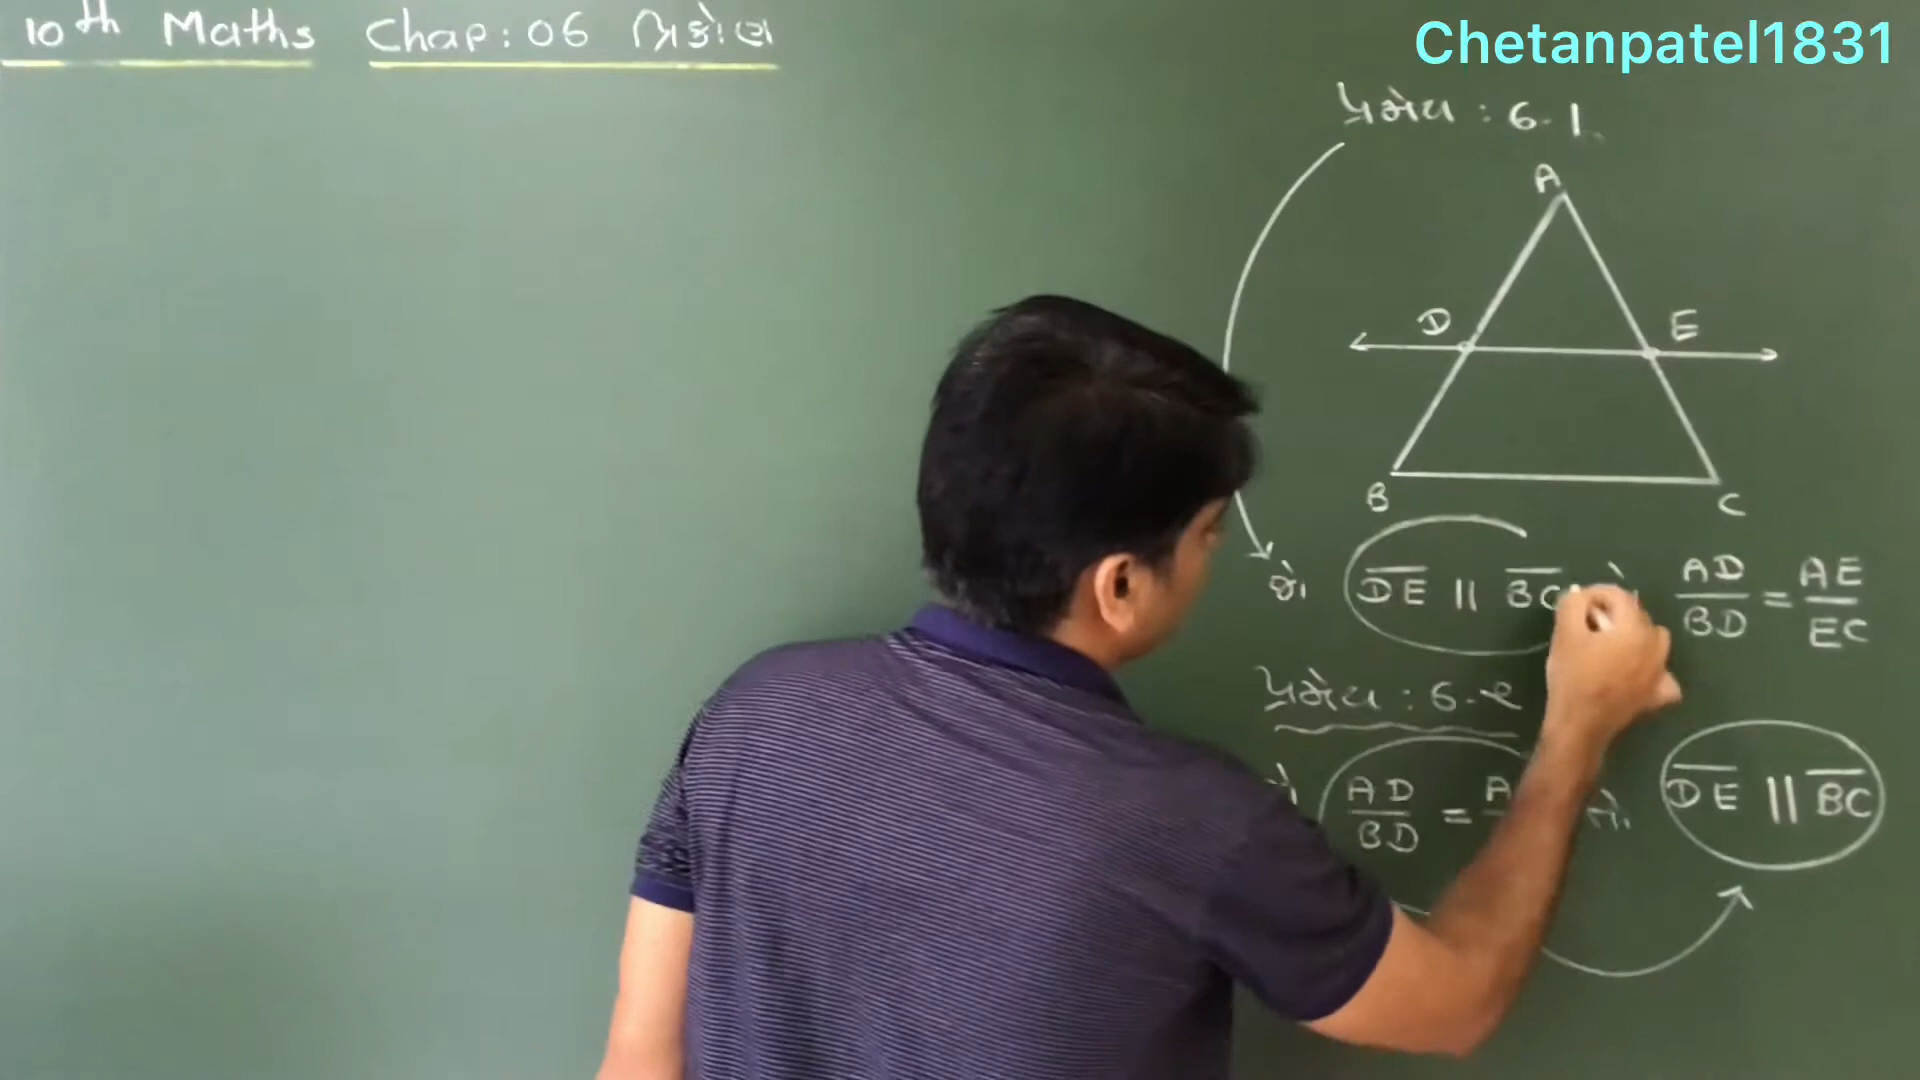 10th Maths Chap: 06 ત્રિકોણ
Chetanpatel1831
પ્રમેય : 6.1
A
D E
B C
જો DE || BC AD/BD = AE/EC
પ્રમેય : 6.2
AD/BD = A તો DE || BC